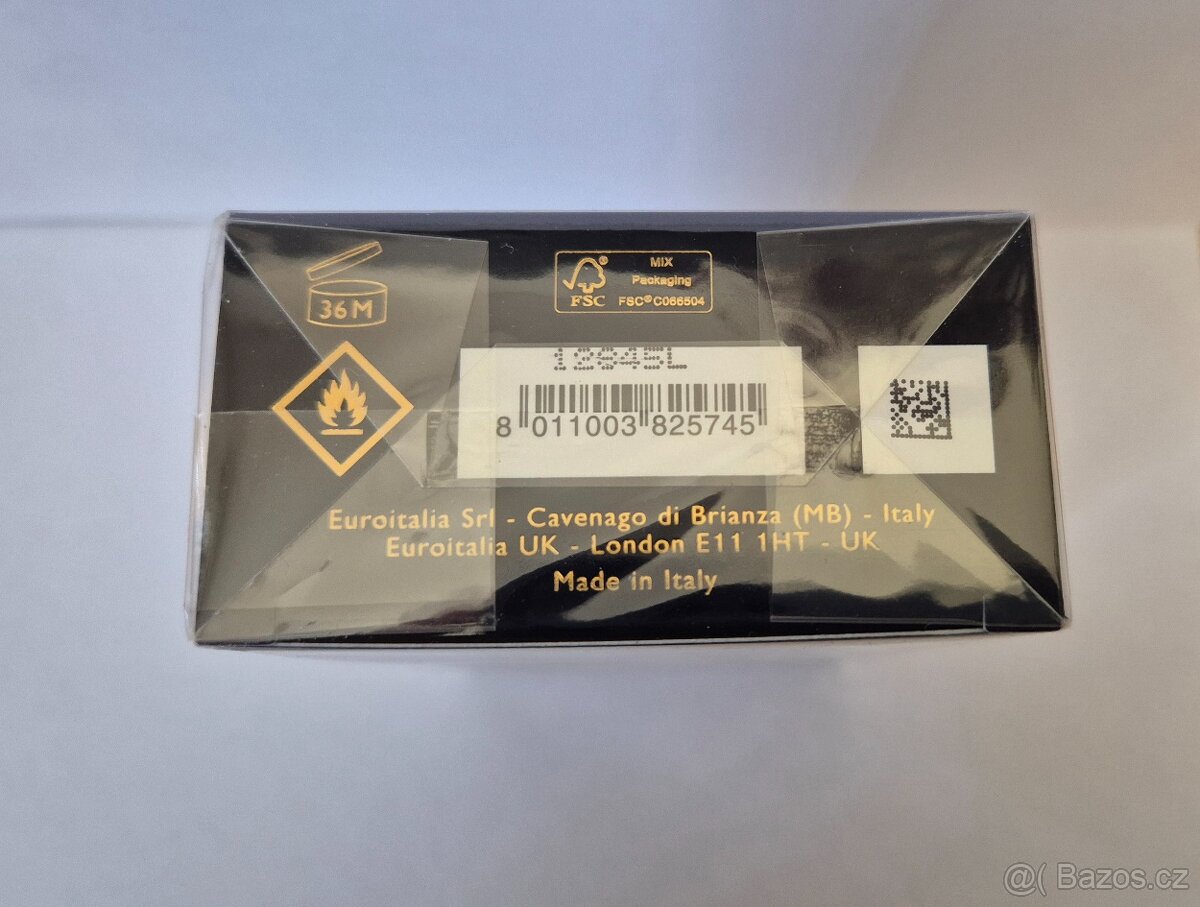 36M
FSC®
MIX
Packaging
FSC® C066504
12845L
8 011003 825745
Euroitalia Srl - Cavenago di Brianza (MB) - Italy
Euroitalia UK - London E11 1HT - UK
Made in Italy
@( Bazos.cz